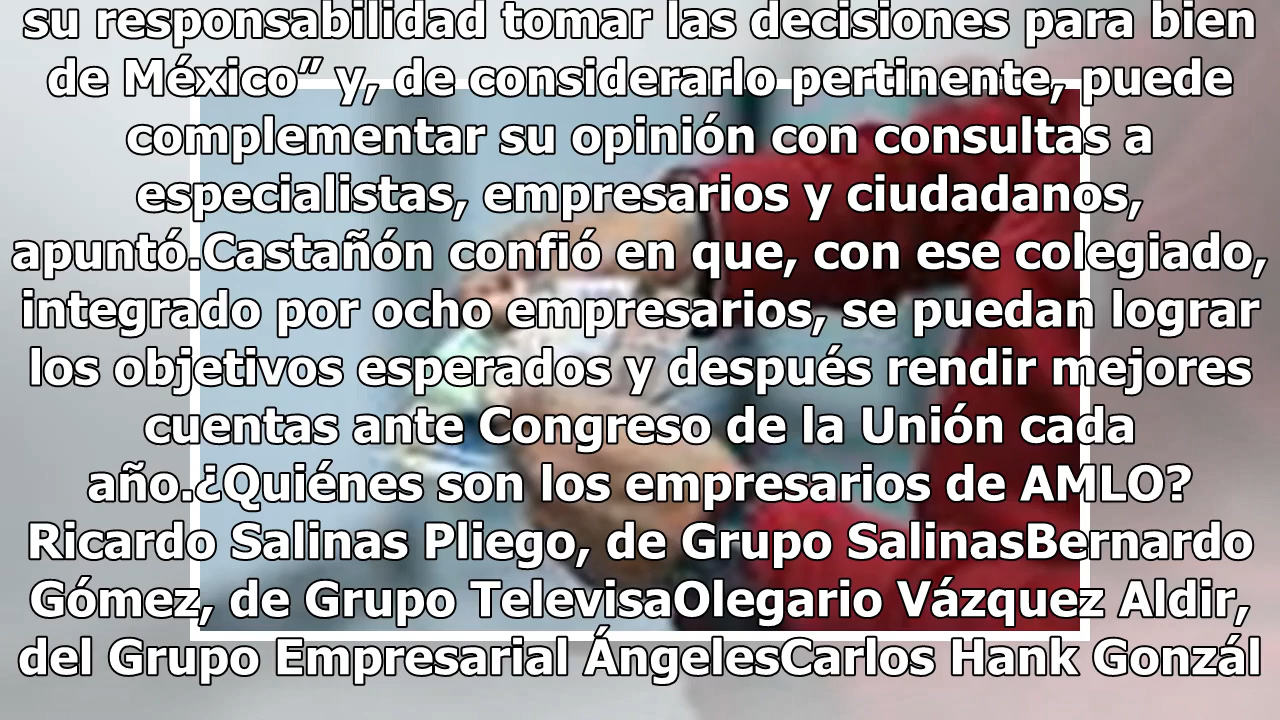 su responsabilidad tomar las decisiones para bien
de México” y, de considerarlo pertinente, puede
complementar su opinión con consultas a
especialistas, empresarios y ciudadanos,
apuntó.Castañón confió en que, con ese colegiado,
integrado por ocho empresarios, se puedan lograr
los objetivos esperados y después rendir mejores
cuentas ante Congreso de la Unión cada
año.¿Quiénes son los empresarios de AMLO?
Ricardo Salinas Pliego, de Grupo SalinasBernardo
Gómez, de Grupo TelevisaOlegario Vázquez Aldir,
del Grupo Empresarial ÁngelesCarlos Hank Gonzál